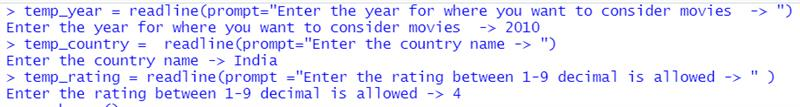 > temp_year = readline(prompt="Enter the year for where you want to consider movies  -> ")
Enter the year for where you want to consider movies  -> 2010
> temp_country =  readline(prompt="Enter the country name -> ")
Enter the country name -> India
> temp_rating = readline(prompt ="Enter the rating between 1-9 decimal is allowed -> " )
Enter the rating between 1-9 decimal is allowed -> 4